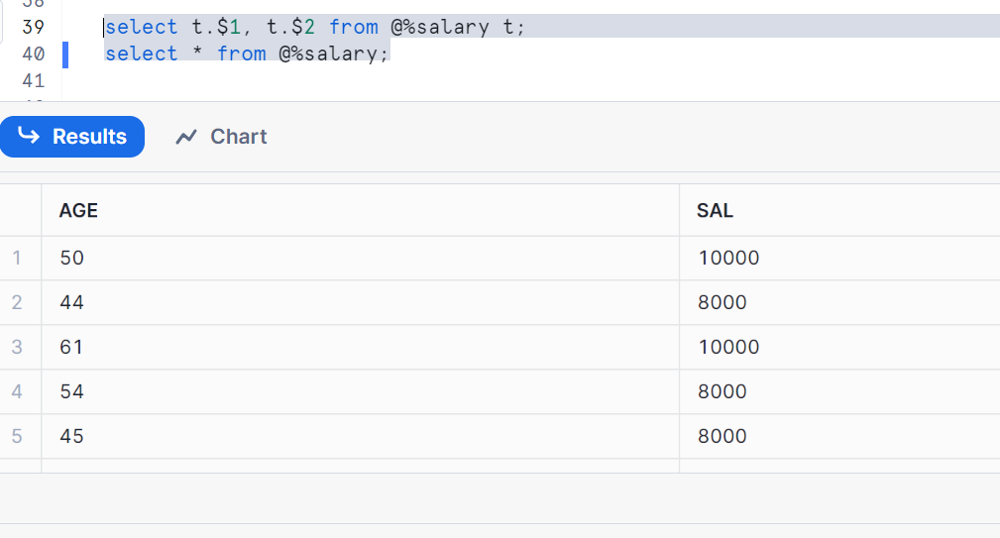 38
39 select t.$1, t.$2 from @%salary t;
40 select * from @%salary;
41
Results Chart
AGE SAL
1 50 10000
2 44 8000
3 61 10000
4 54 8000
5 45 8000